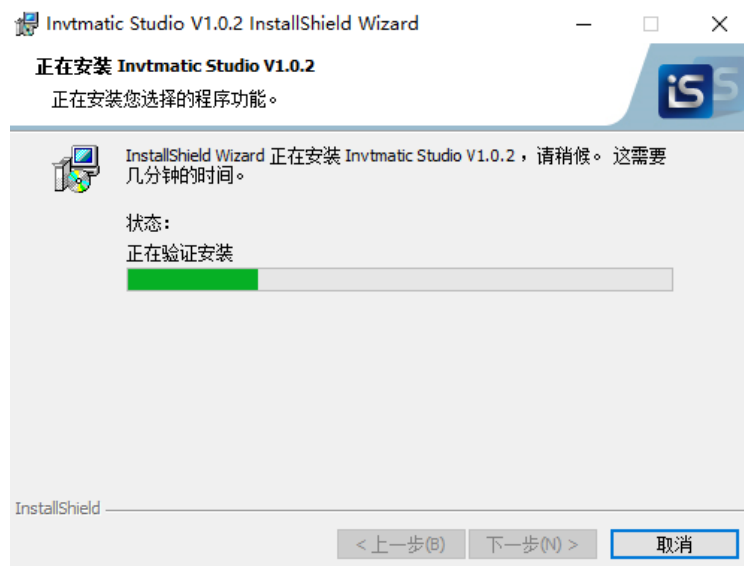 Invtmatic Studio V1.0.2 InstallShield Wizard
正在安装 Invtmatic Studio V1.0.2
正在安装您选择的程序功能。
iS S
InstallShield Wizard 正在安装 Invtmatic Studio V1.0.2，请稍候。 这需要
几分钟的时间。
状态：
正在验证安装
InstallShield
<上一步(B)
下一步(N) >
取消